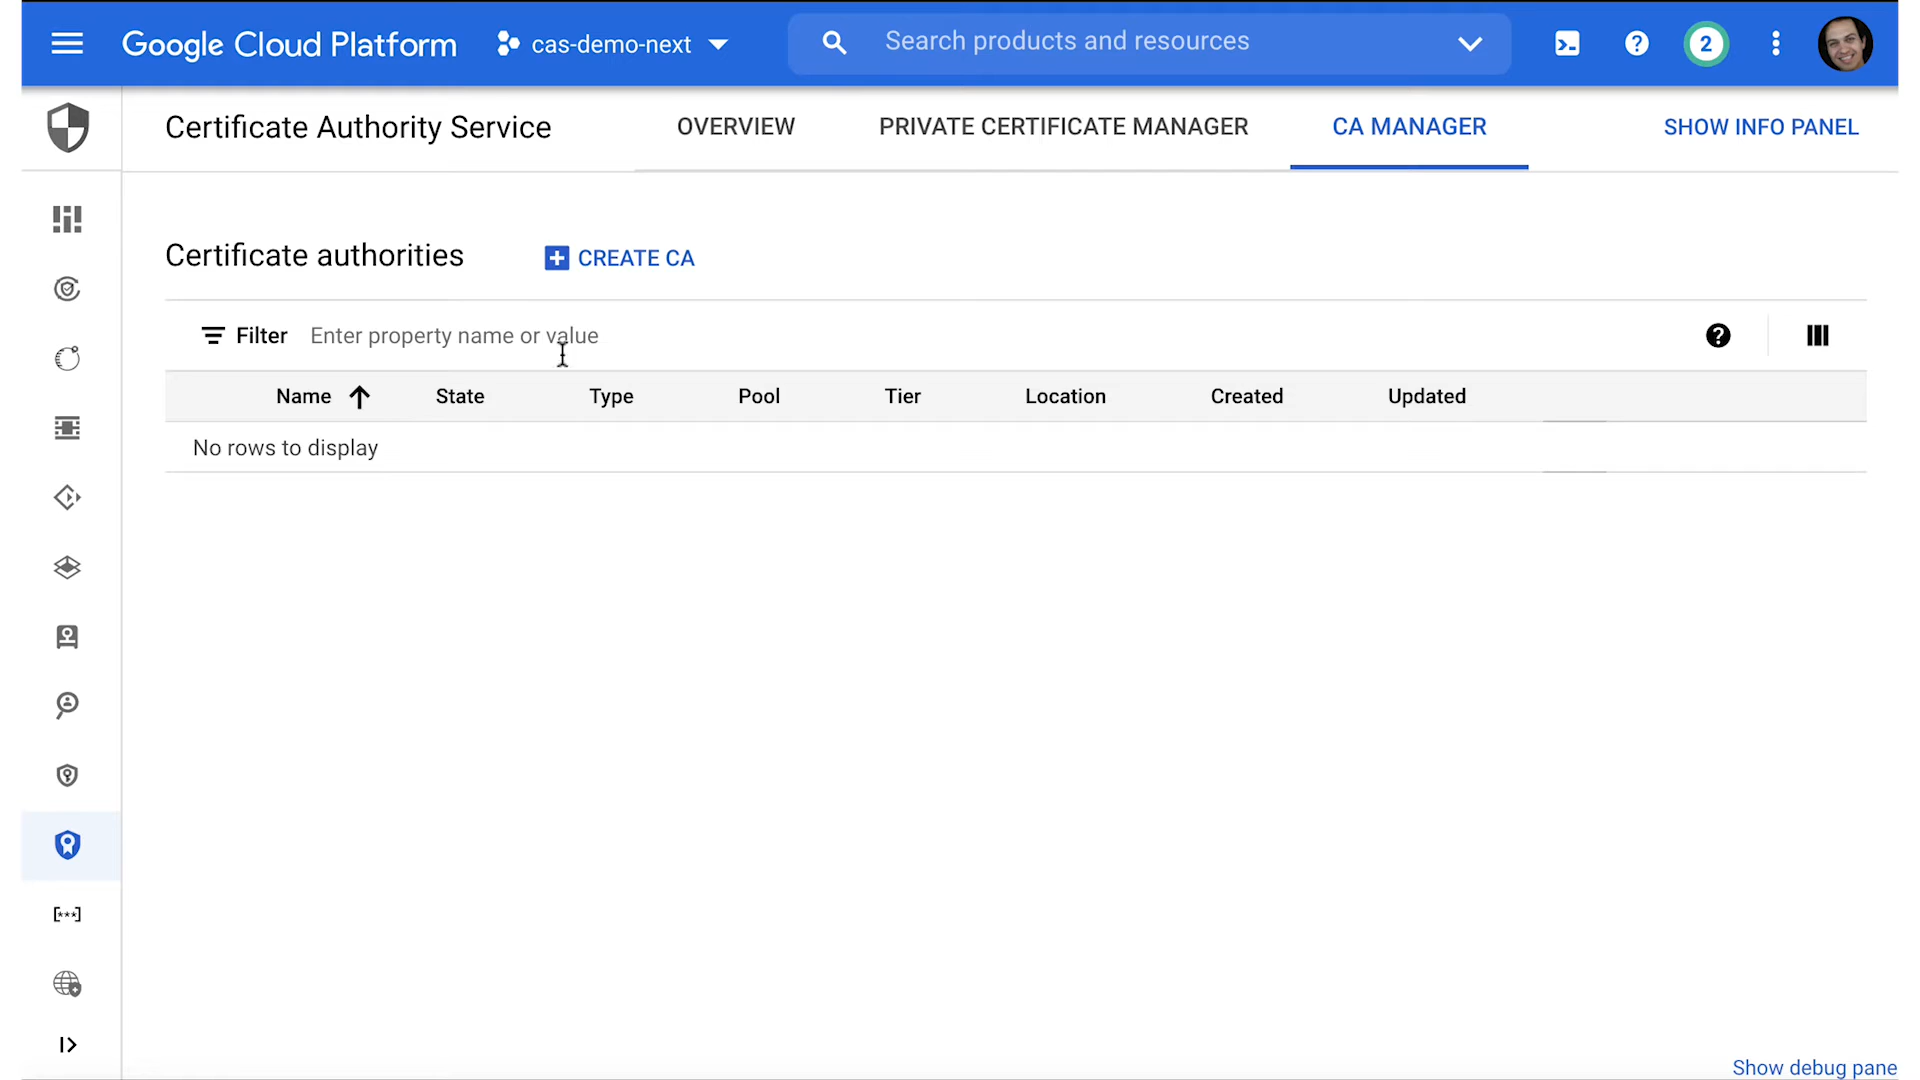 Google Cloud Platform
cas-demo-next
Search products and resources
2
Certificate Authority Service
OVERVIEW
PRIVATE CERTIFICATE MANAGER
CA MANAGER
SHOW INFO PANEL
Certificate authorities
CREATE CA
Filter Enter property name or value
Name State Type Pool Tier Location Created Updated
No rows to display
Show debug pane